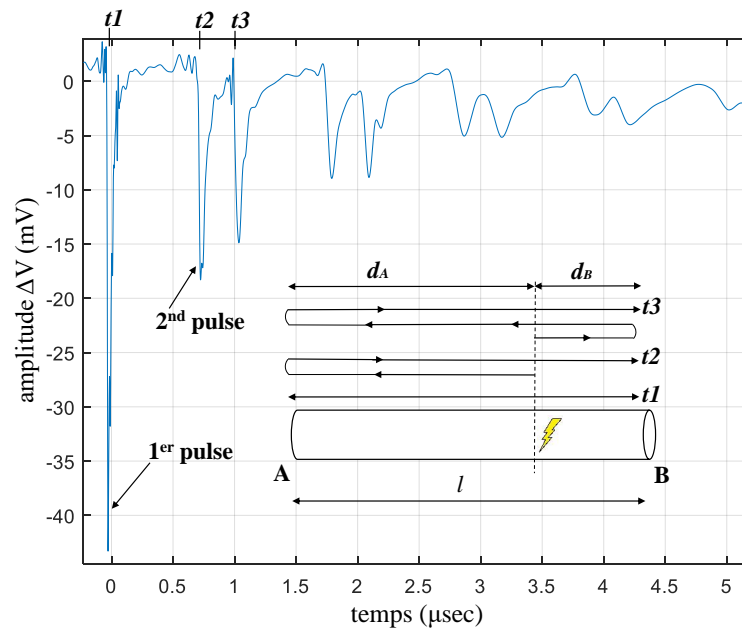 t1 t2 t3
0
-5
-10
-15
-20
-25
-30
-35
-40
amplitude ΔV (mV)
2nd pulse
1er pulse
dA dB
t3
t2
t1
A B
l
0 0.5 1 1.5 2 2.5 3 3.5 4 4.5 5
temps (μsec)